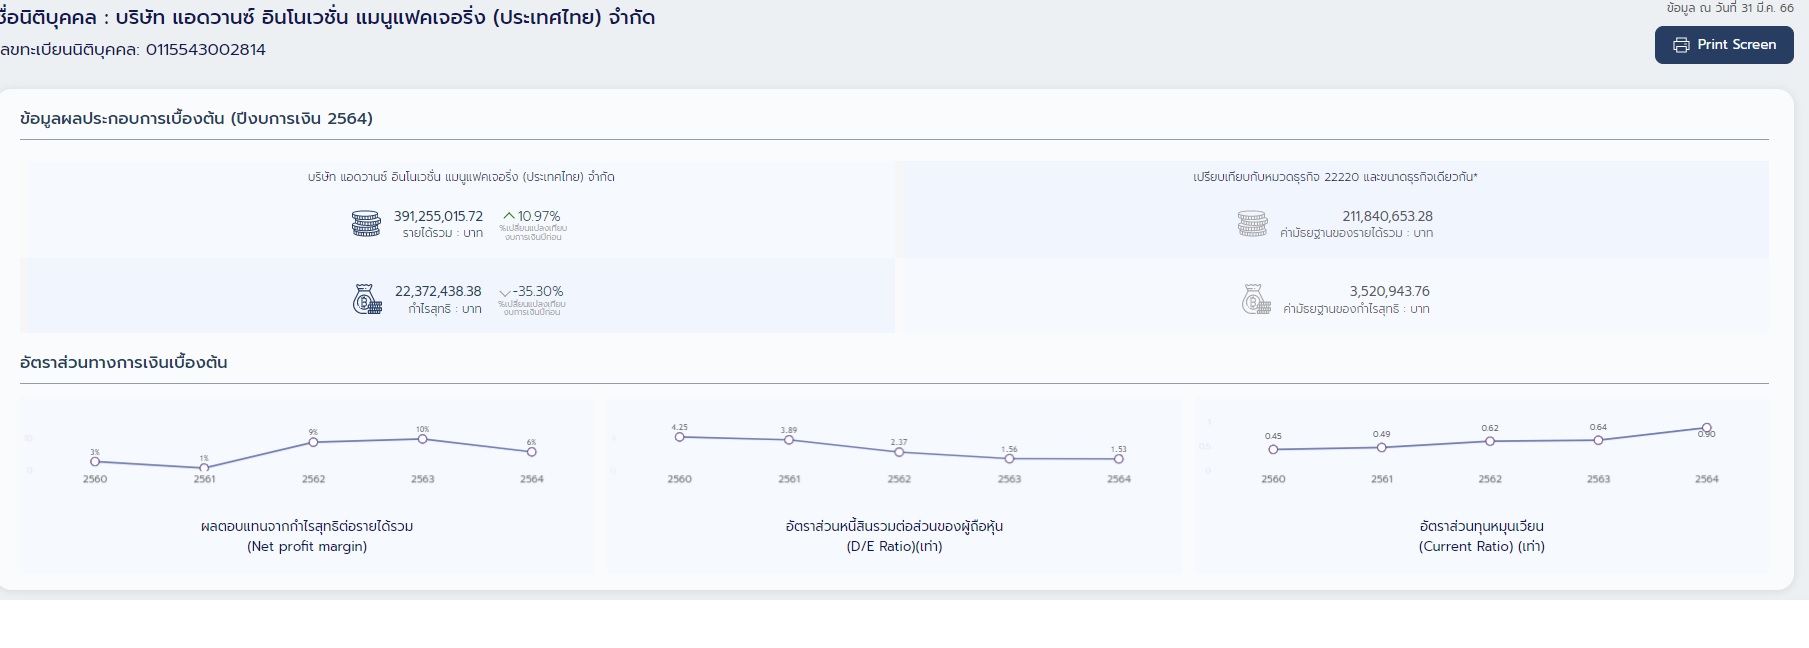 ชื่อนิติบุคคล : บริษัท แอดวานซ์ อินโนเวชั่น แมนูแฟคเจอริ่ง (ประเทศไทย) จำกัด
ข้อมูล ณ วันที่ 31 มี.ค. 66
ลขทะเบียนนิติบุคคล: 0115543002814
Print Screen
ข้อมูลผลประกอบการเบื้องต้น (ปีงบการเงิน 2564)
บริษัท แอดวานซ์ อินโนเวชั่น แมนูแฟคเจอริ่ง (ประเทศไทย) จำกัด
391,255,015.72
รายได้รวม : บาท
10.97%
%เปลี่ยนแปลงเทียบ
งบการเงินปีก่อน
22,372,438.38
กำไรสุทธิ : บาท
-35.30%
%เปลี่ยนแปลงเทียบ
งบการเงินปีก่อน
เปรียบเทียบกับหมวดธุรกิจ 22220 และขนาดธุรกิจเดียวกัน*
211,840,653.28
ค่ามัธยฐานของรายได้รวม : บาท
3,520,943.76
ค่ามัธยฐานของกำไรสุทธิ : บาท
อัตราส่วนทางการเงินเบื้องต้น
10
0
3% 1% 9% 10% 6%
2560 2561 2562 2563 2564
ผลตอบแทนจากกำไรสุทธิต่อรายได้รวม
(Net profit margin)
4
0
4.25 3.89 2.37 1.56 1.53
2560 2561 2562 2563 2564
อัตราส่วนหนี้สินรวมต่อส่วนของผู้ถือหุ้น
(D/E Ratio)(เท่า)
1
0.5
0
0.45 0.49 0.62 0.64 0.90
2560 2561 2562 2563 2564
อัตราส่วนทุนหมุนเวียน
(Current Ratio) (เท่า)